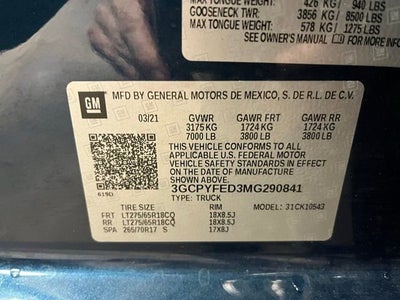 MAX TONGUE WEIGHT: 426 KG/ 940 LBS
GOOSENECK TWR: 3856 KG/ 8500 LBS
MAX TONGUE WEIGHT: 578 KG/ 1275 LBS
SEE OWNER'S MANUAL FOR MORE INFO
GM
MFD BY GENERAL MOTORS DE MEXICO, S. DE R.L. DE C.V.
03/21 GVWR GAWR FRT GAWR RR
3175KG 1724 KG 1724 KG
7000 LB 3800 LB 3800 LB
THIS VEHICLE CONFORMS TO ALL APPLICABLE
U.S. FEDERAL MOTOR VEHICLE SAFETY
STANDARDS IN EFFECT ON THE DATE OF
MANUFACTURE SHOWN ABOVE.
3GCPYFED3MG290841
TYPE: TRUCK
TIRE SIZE RIM MODEL: 31CK10543
FRT LT275/65R18CQ 18X8.5J
RR LT275/65R18CQ 18X8.5J
SPA 265/70R17 S 17X8J